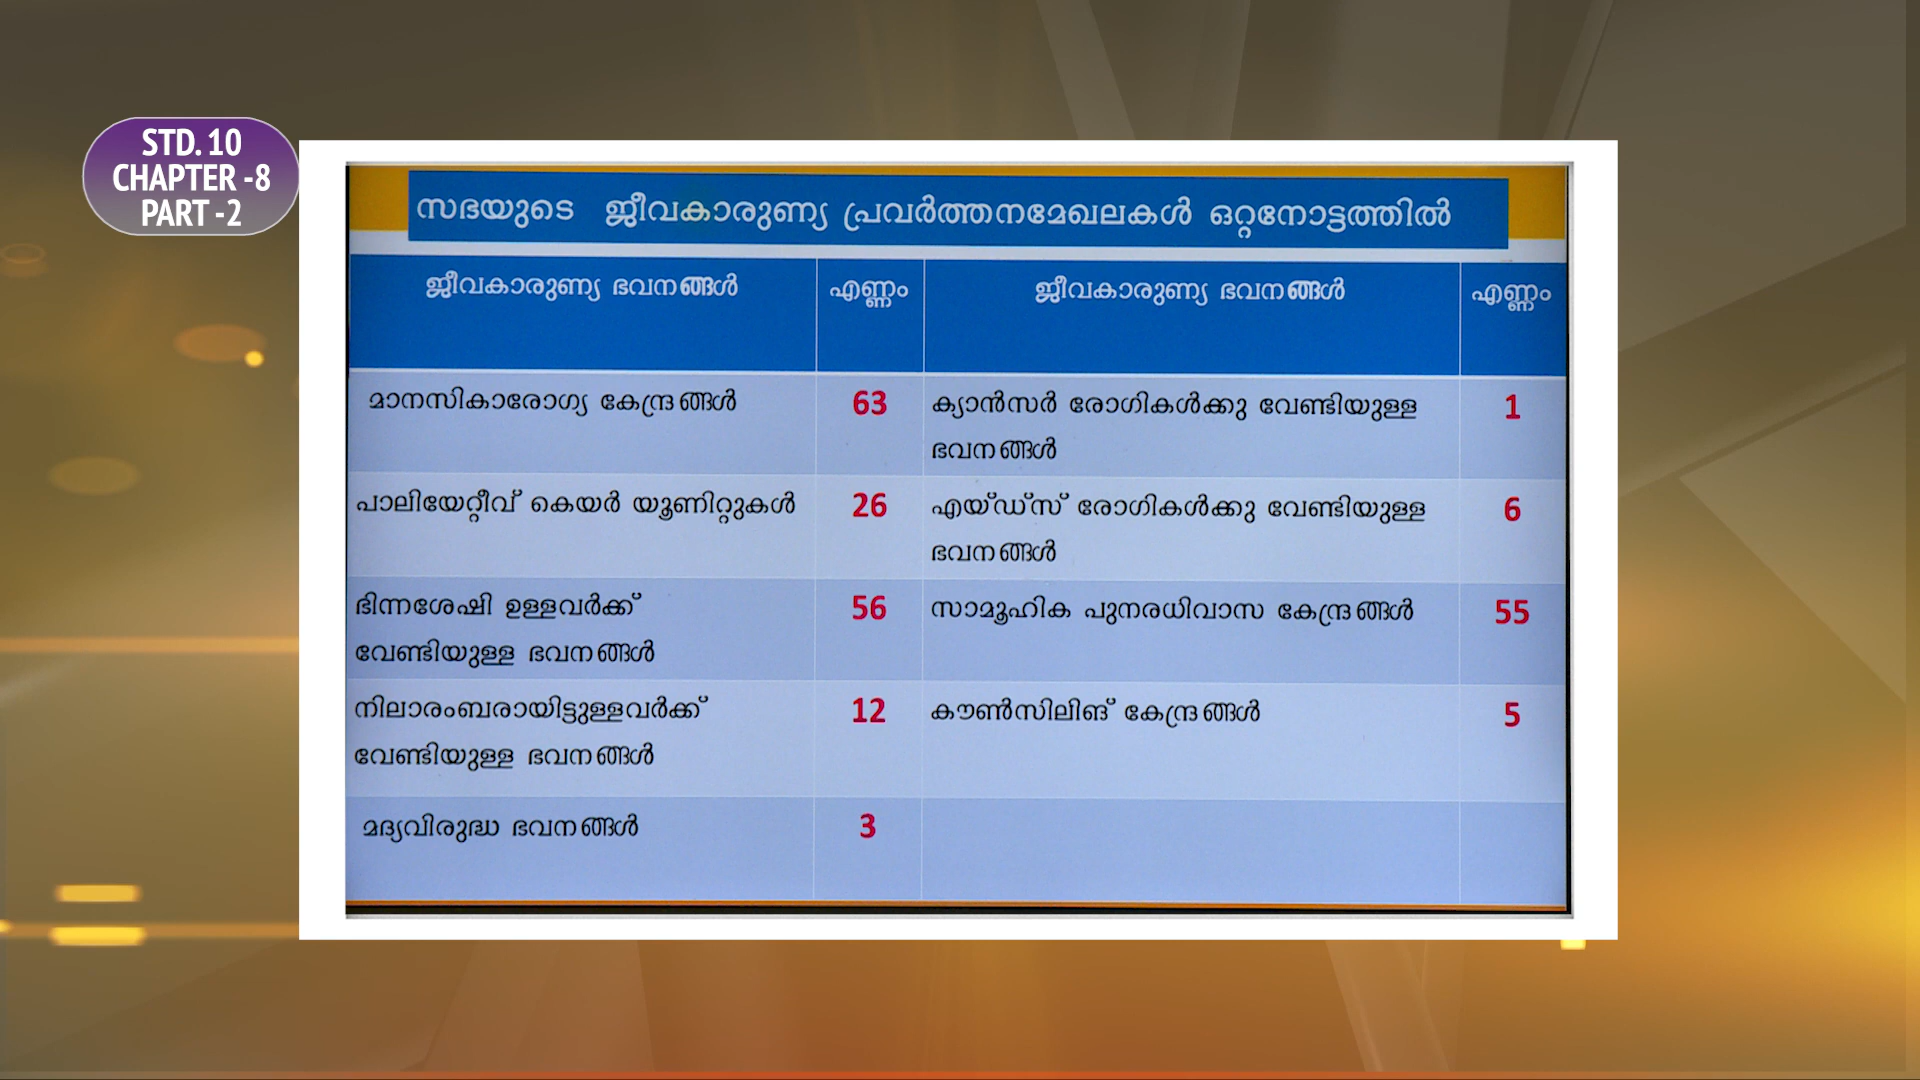 STD. 10
CHAPTER -8
PART -2
സഭയുടെ ജീവകാരുണ്യ പ്രവർത്തനമേഖലകൾ ഒറ്റനോട്ടത്തിൽ
ജീവകാരുണ്യ ഭവനങ്ങൾ എണ്ണം ജീവകാരുണ്യ ഭവനങ്ങൾ എണ്ണം
മാനസികാരോഗ്യ കേന്ദ്രങ്ങൾ 63 ക്യാൻസർ രോഗികൾക്കു വേണ്ടിയുള്ള 1
ഭവനങ്ങൾ
പാലിയേറ്റീവ് കെയർ യൂണിറ്റുകൾ 26 എയ്ഡ്സ് രോഗികൾക്കു വേണ്ടിയുള്ള 6
ഭവനങ്ങൾ
ഭിന്നശേഷി ഉള്ളവർക്ക് 56 സാമൂഹിക പുനരധിവാസ കേന്ദ്രങ്ങൾ 55
വേണ്ടിയുള്ള ഭവനങ്ങൾ
നിലാരംബരായിട്ടുള്ളവർക്ക് 12 കൗൺസിലിങ് കേന്ദ്രങ്ങൾ 5
വേണ്ടിയുള്ള ഭവനങ്ങൾ
മദ്യവിരുദ്ധ ഭവനങ്ങൾ 3